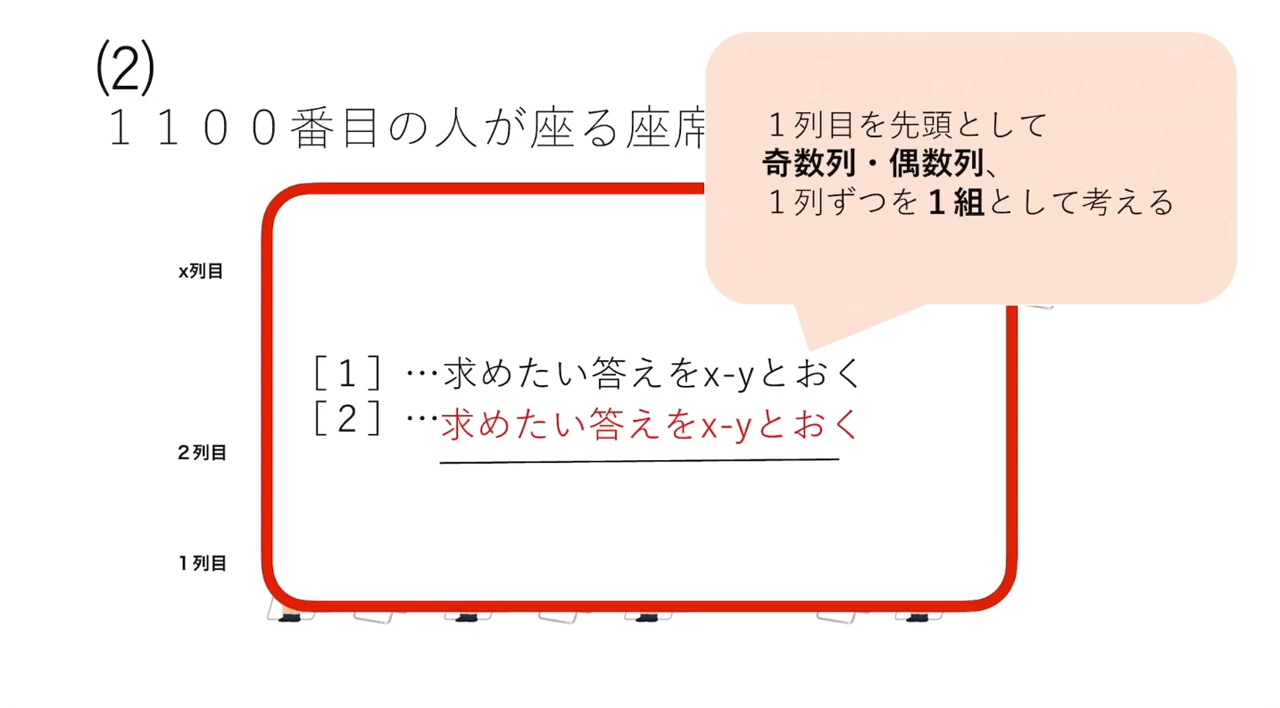 (2)
１１００番目の人が座る座席
１列目を先頭として
奇数列・偶数列、
１列ずつを１組として考える
x列目
［１］…求めたい答えをx-yとおく
［２］…求めたい答えをx-yとおく
２列目
１列目